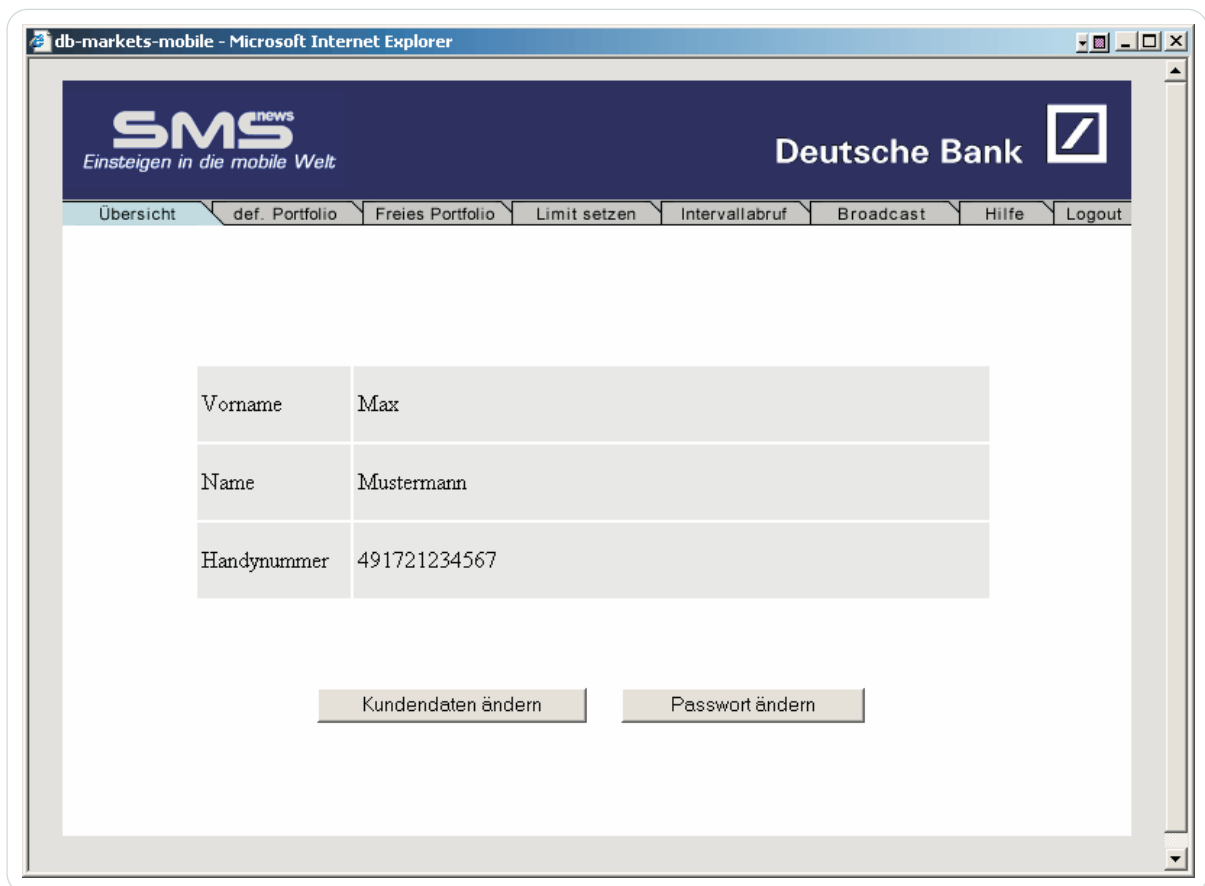 db-markets-mobile - Microsoft Internet Explorer
SMS news
Einsteigen in die mobile Welt
Deutsche Bank
Übersicht def. Portfolio Freies Portfolio Limit setzen Intervallabruf Broadcast Hilfe Logout
Vorname Max
Name Mustermann
Handynummer 491721234567
Kundendaten ändern Passwort ändern